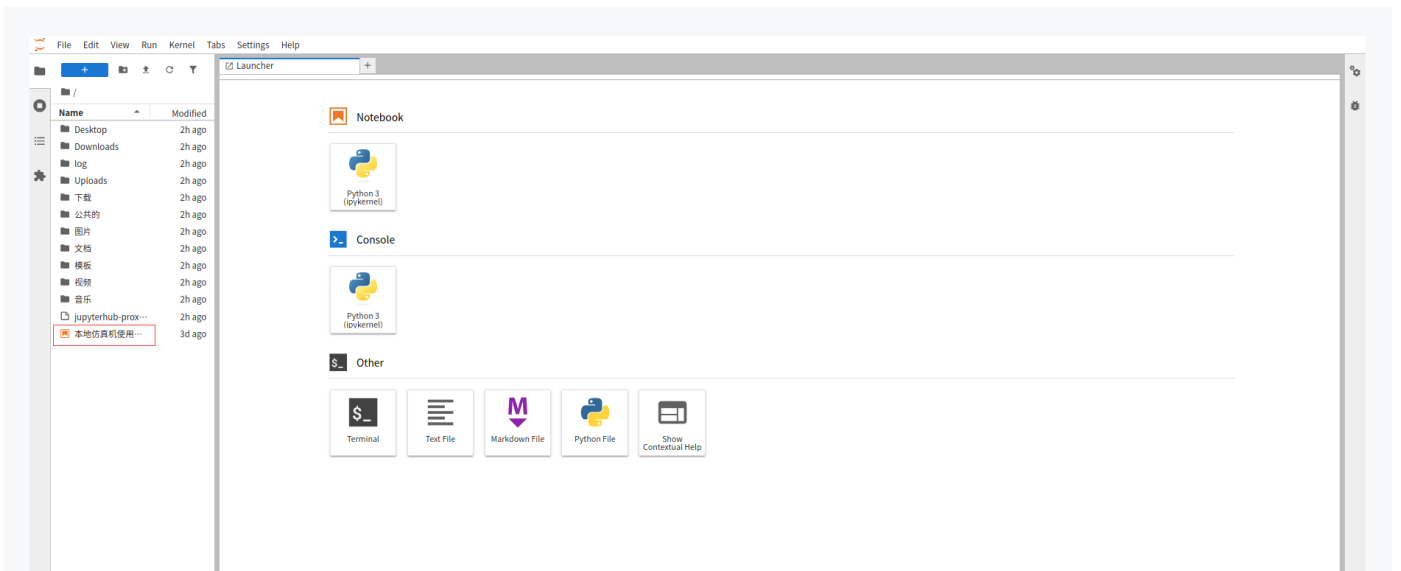 File Edit View Run Kernel Tabs Settings Help
+
Launcher
+
/
Name Modified
Desktop 2h ago
Downloads 2h ago
log 2h ago
Uploads 2h ago
下载 2h ago
公共的 2h ago
图片 2h ago
文档 2h ago
模板 2h ago
视频 2h ago
音乐 2h ago
jupyterhub-prox… 2h ago
本地仿真机使用… 3d ago
Notebook
Python 3
(ipykernel)
>_ Console
Python 3
(ipykernel)
$_ Other
$_
Terminal
Text File
M
Markdown File
Python File
Show
Contextual Help